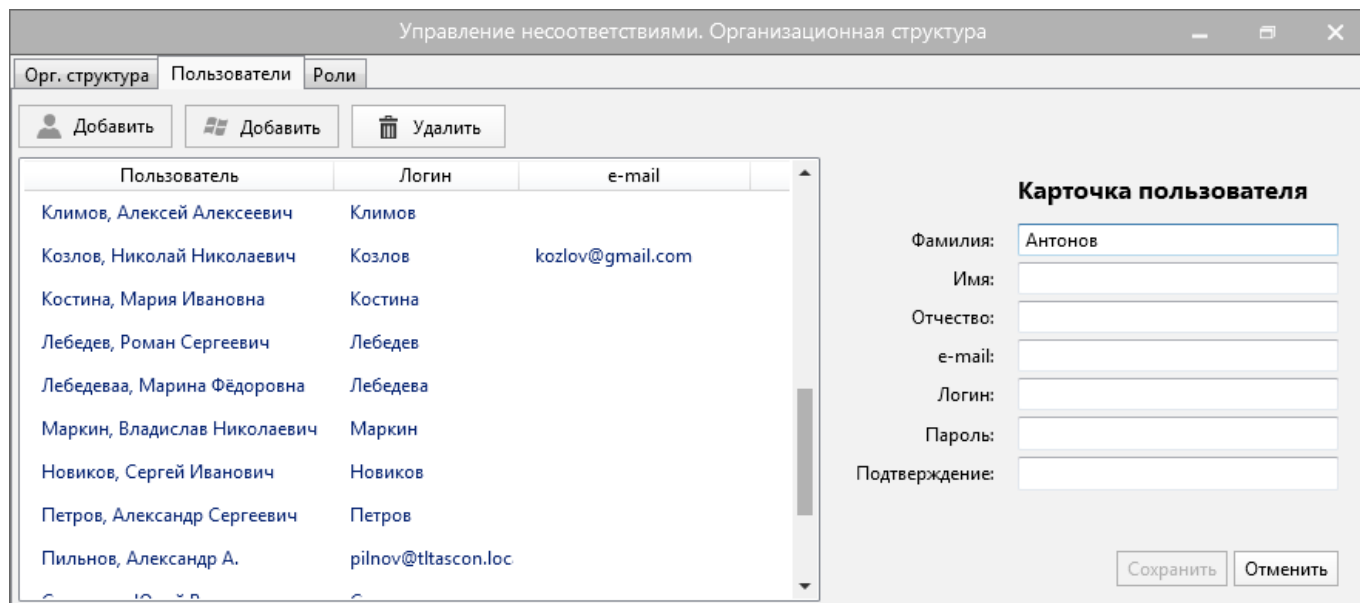 Управление несоответствиями. Организационная структура
Орг. структура Пользователи Роли
Добавить Добавить Удалить
Пользователь Логин e-mail
Климов, Алексей Алексеевич Климов
Козлов, Николай Николаевич Козлов kozlov@gmail.com
Костина, Мария Ивановна Костина
Лебедев, Роман Сергеевич Лебедев
Лебедеваа, Марина Фёдоровна Лебедева
Маркин, Владислав Николаевич Маркин
Новиков, Сергей Иванович Новиков
Петров, Александр Сергеевич Петров
Пильнов, Александр А. pilnov@tltascon.loc
Карточка пользователя
Фамилия: Антонов
Имя:
Отчество:
e-mail:
Логин:
Пароль:
Подтверждение:
Сохранить Отменить